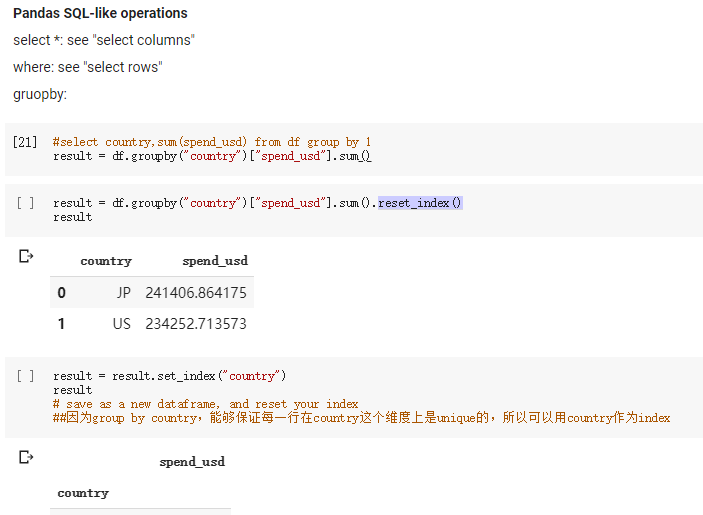 Pandas SQL-like operations
select *: see "select columns"
where: see "select rows"
gruopby:
[21] #select country,sum(spend_usd) from df group by 1
result = df.groupby("country")["spend_usd"].sum()
[ ] result = df.groupby("country")["spend_usd"].sum().reset_index()
result
country spend_usd
0 JP 241406.864175
1 US 234252.713573
[ ] result = result.set_index("country")
result
# save as a new dataframe, and reset your index
##因为group by country，能够保证每一行在country这个维度上是unique的，所以可以用country作为index
spend_usd
country